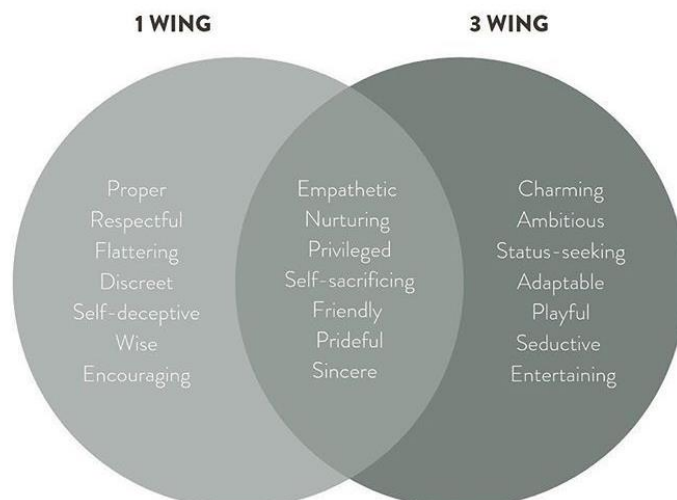 1 WING
3 WING
Proper
Respectful
Flattering
Discreet
Self-deceptive
Wise
Encouraging
Empathetic
Nurturing
Privileged
Self-sacrificing
Friendly
Prideful
Sincere
Charming
Ambitious
Status-seeking
Adaptable
Playful
Seductive
Entertaining